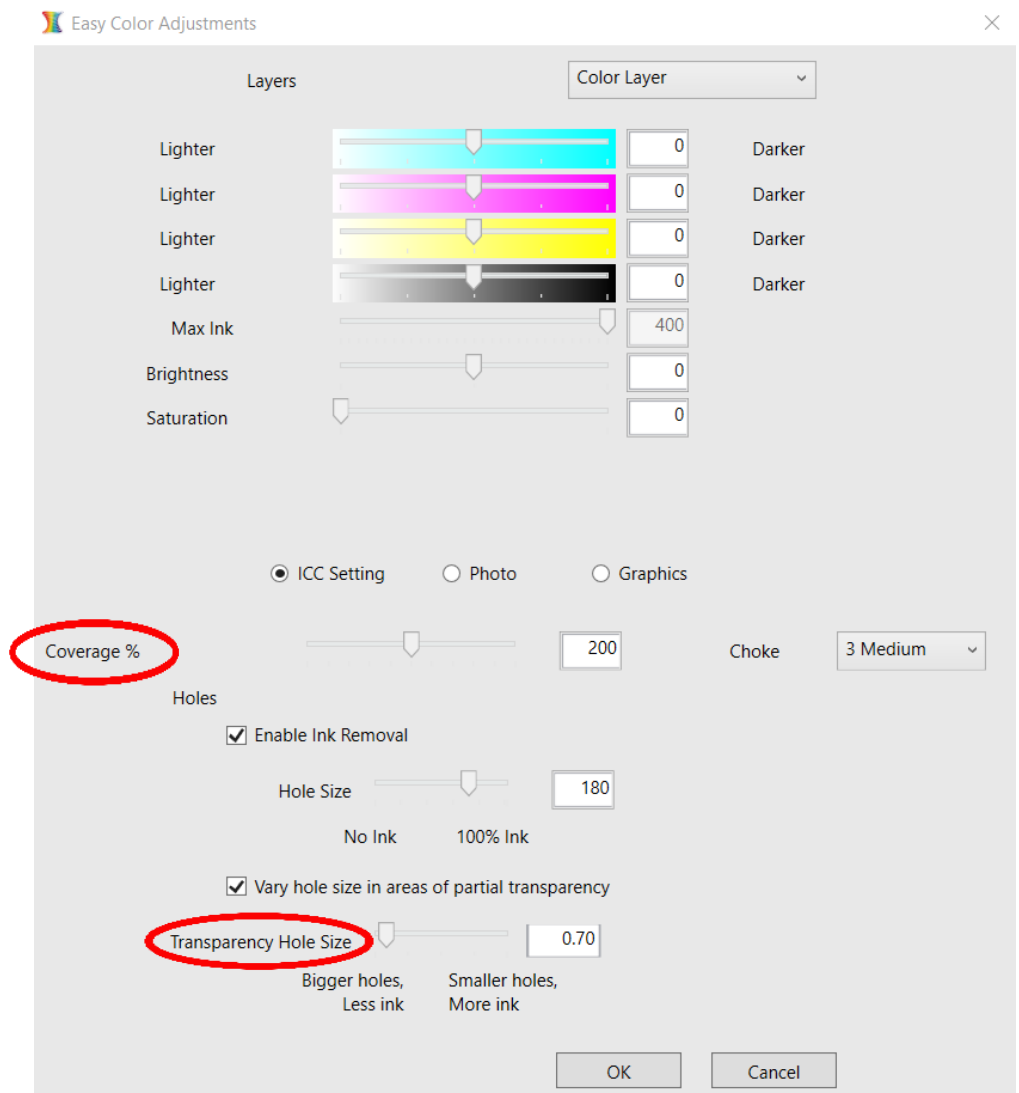 Easy Color Adjustments
Layers Color Layer
Lighter 0 Darker
Lighter 0 Darker
Lighter 0 Darker
Lighter 0 Darker
Max Ink 400
Brightness 0
Saturation 0
ICC Setting Photo Graphics
Coverage % 200 Choke 3 Medium
Holes
Enable Ink Removal
Hole Size 180
No Ink 100% Ink
Vary hole size in areas of partial transparency
Transparency Hole Size 0.70
Bigger holes, Smaller holes,
Less ink More ink
OK Cancel